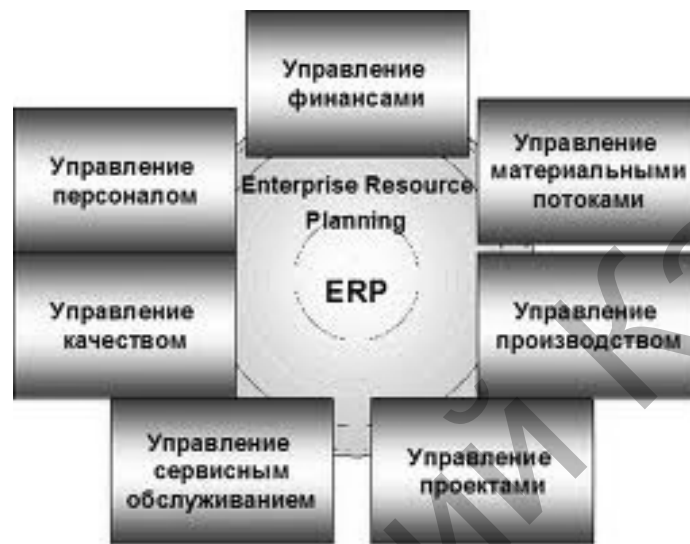 Управление
финансами
Управление
персоналом
Управление
материальными
потоками
Enterprise Resource
Planning
ERP
Управление
качеством
Управление
производством
Управление
сервисным
обслуживанием
Управление
проектами